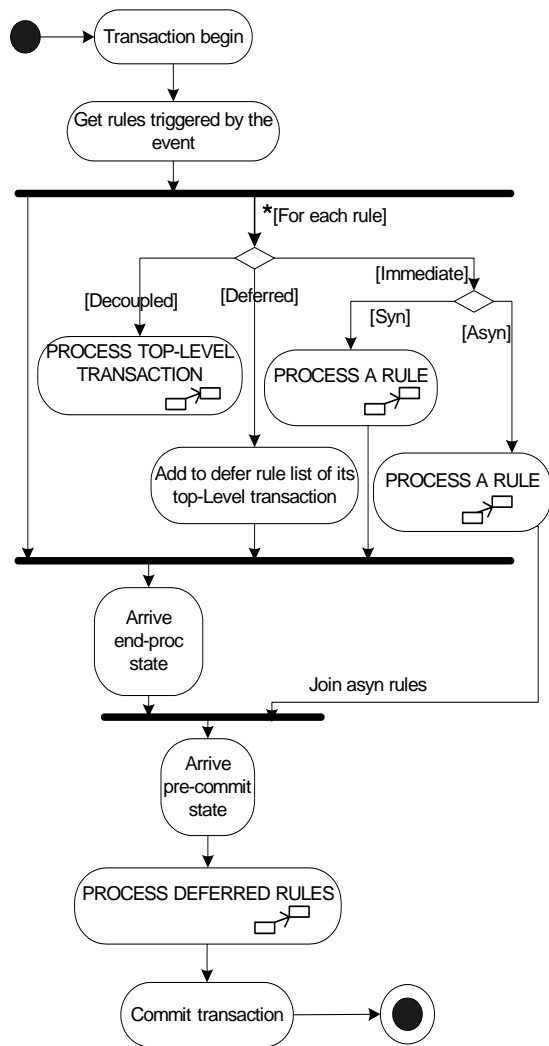 Transaction begin
Get rules triggered by the
event
*[For each rule]
[Immediate]
[Decoupled]
[Deferred]
[Syn]
[Asyn]
PROCESS TOP-LEVEL
TRANSACTION
PROCESS A RULE
Add to defer rule list of its
top-Level transaction
PROCESS A RULE
Arrive
end-proc
state
Join asyn rules
Arrive
pre-commit
state
PROCESS DEFERRED RULES
Commit transaction